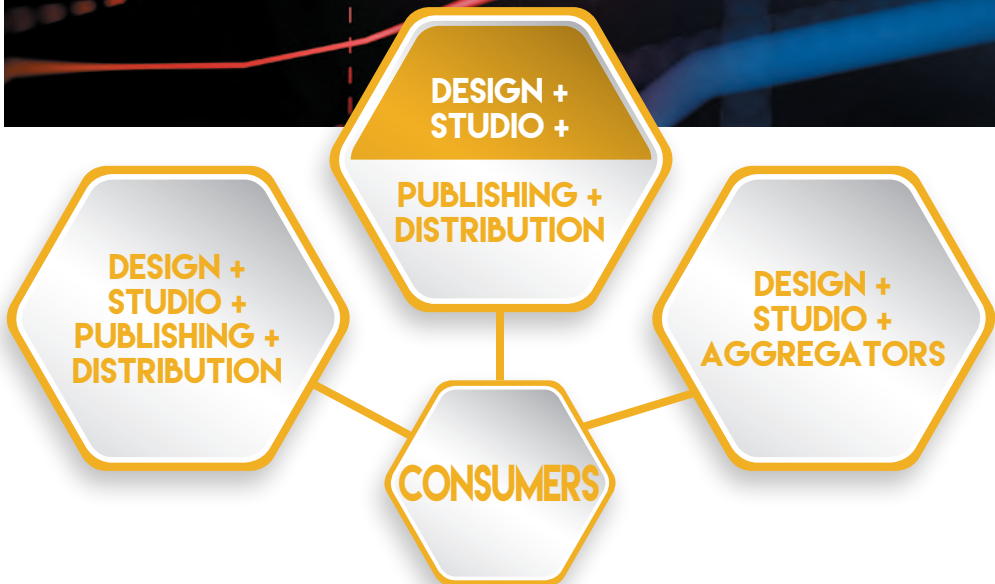 DESIGN +
STUDIO +
PUBLISHING +
DISTRIBUTION
DESIGN +
STUDIO +
PUBLISHING +
DISTRIBUTION
DESIGN +
STUDIO +
AGGREGATORS
CONSUMERS